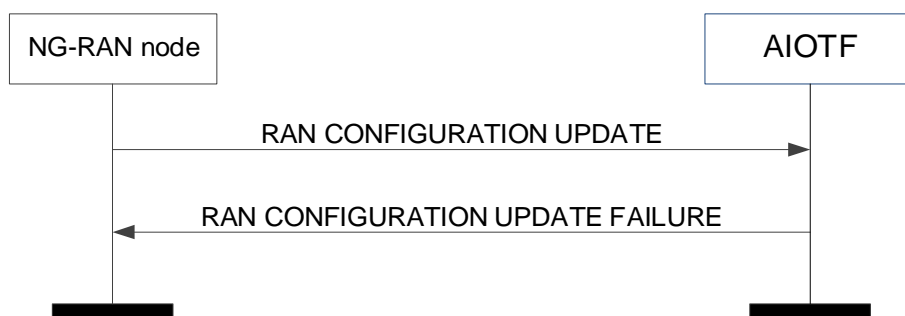 NG-RAN node
AIOTF
RAN CONFIGURATION UPDATE
RAN CONFIGURATION UPDATE FAILURE